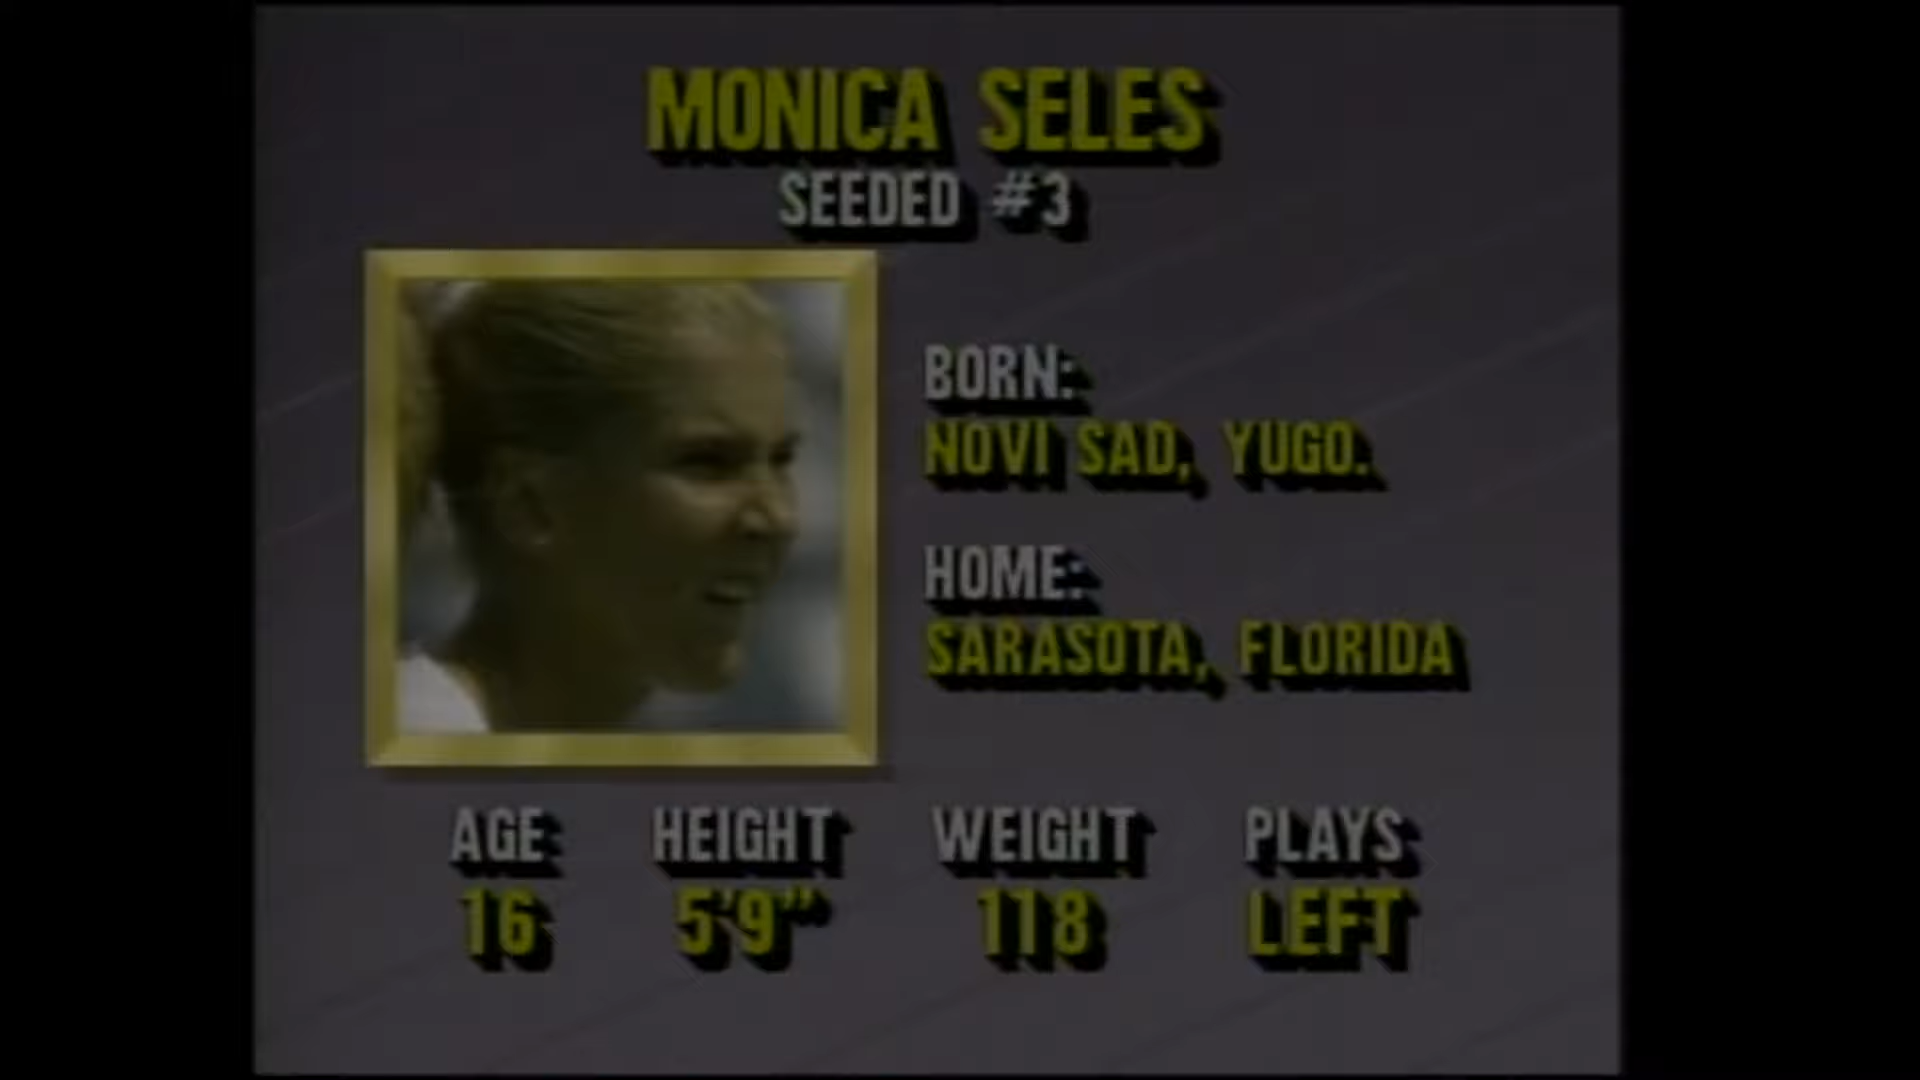 MONICA SELES
SEEDED #3
BORN:
NOVI SAD, YUGO.
HOME:
SARASOTA, FLORIDA
AGE HEIGHT WEIGHT PLAYS
16 5'9" 118 LEFT